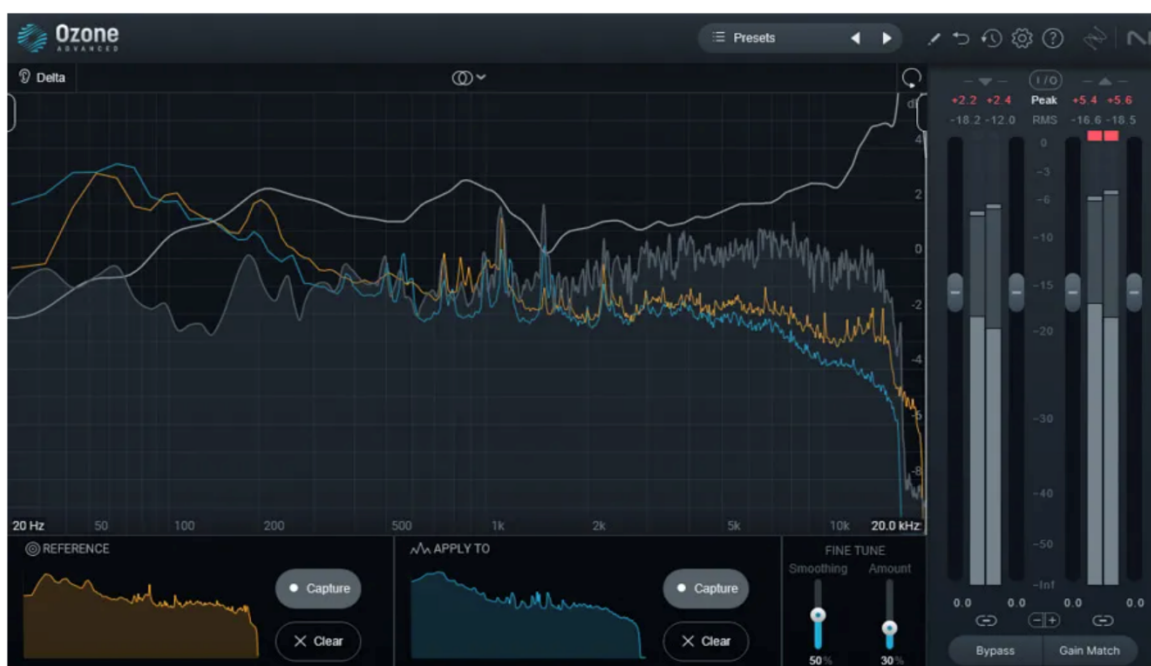 Ozone
ADVANCED
Presets
Delta
I/O
+2.2 +2.4 Peak +5.4 +5.6
-18.2 -12.0 RMS -16.6 -18.5
0
-3
-6
-10
-15
-20
-30
-40
-50
-Inf
4
2
0
-2
-4
-8
20 Hz 50 100 200 500 1k 2k 5k 10k 20.0 kHz
REFERENCE
Capture
Clear
APPLY TO
Capture
Clear
FINE TUNE
Smoothing Amount
50% 30%
0.0 0.0 0.0 0.0
Bypass Gain Match